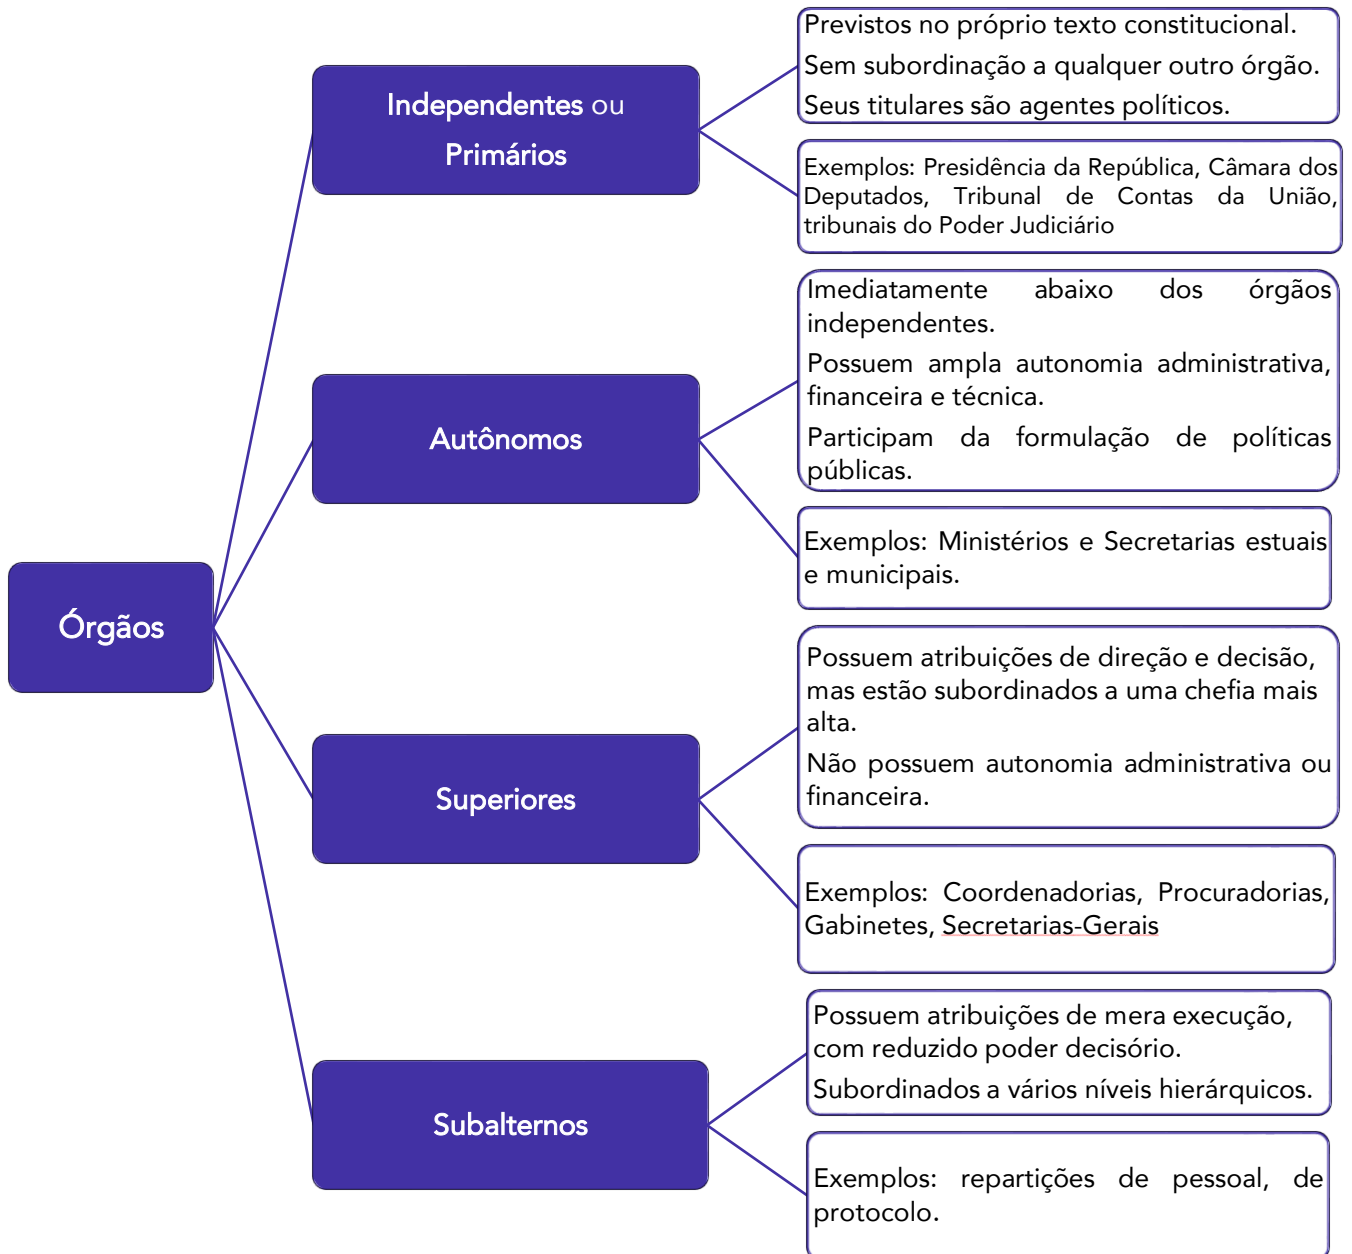 Órgãos
Independentes ou
Primários
Previstos no próprio texto constitucional.
Sem subordinação a qualquer outro órgão.
Seus titulares são agentes políticos.
Exemplos: Presidência da República, Câmara dos
Deputados, Tribunal de Contas da União,
tribunais do Poder Judiciário
Autônomos
Imediatamente abaixo dos órgãos
independentes.
Possuem ampla autonomia administrativa,
financeira e técnica.
Participam da formulação de políticas
públicas.
Exemplos: Ministérios e Secretarias estuais
e municipais.
Superiores
Possuem atribuições de direção e decisão,
mas estão subordinados a uma chefia mais
alta.
Não possuem autonomia administrativa ou
financeira.
Exemplos: Coordenadorias, Procuradorias,
Gabinetes, Secretarias-Gerais
Subalternos
Possuem atribuições de mera execução,
com reduzido poder decisório.
Subordinados a vários níveis hierárquicos.
Exemplos: repartições de pessoal, de
protocolo.